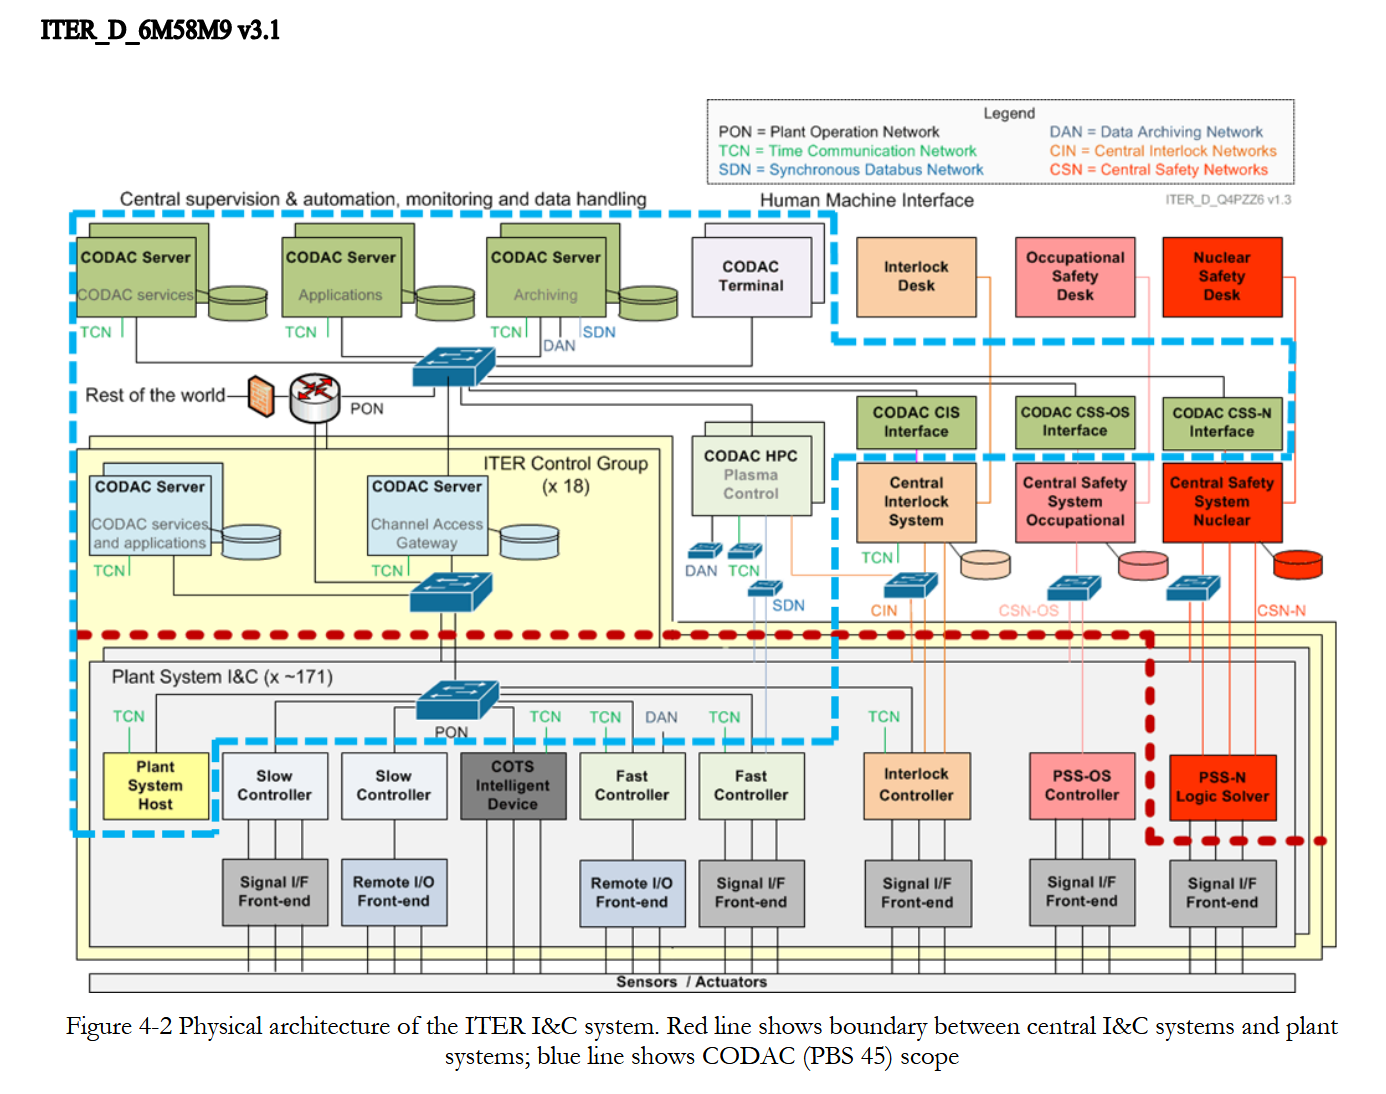 ITER_D_6M58M9 v3.1
Legend
PON = Plant Operation Network
DAN = Data Archiving Network
TCN = Time Communication Network
CIN = Central Interlock Networks
SDN = Synchronous Databus Network
CSN = Central Safety Networks
Central supervision & automation, monitoring and data handling
Human Machine Interface
ITER_D_Q4PZZ6 v1.3
CODAC Server
CODAC services
TCN
CODAC Server
Applications
TCN
CODAC Server
Archiving
TCN
DAN
SDN
CODAC
Terminal
Interlock
Desk
Occupational
Safety
Desk
Nuclear
Safety
Desk
Rest of the world
PON
CODAC CIS
Interface
CODAC CSS-OS
Interface
CODAC CSS-N
Interface
ITER Control Group
(x 18)
CODAC Server
CODAC services
and applications
TCN
CODAC Server
Channel Access
Gateway
TCN
CODAC HPC
Plasma
Control
DAN
TCN
SDN
Central
Interlock
System
TCN
CIN
Central Safety
System
Occupational
CSN-OS
Central Safety
System
Nuclear
CSN-N
Plant System I&C (x ~171)
PON
TCN
TCN
TCN
DAN
TCN
TCN
Plant
System
Host
Slow
Controller
Slow
Controller
COTS
Intelligent
Device
Fast
Controller
Fast
Controller
Interlock
Controller
PSS-OS
Controller
PSS-N
Logic Solver
Signal I/F
Front-end
Remote I/O
Front-end
Remote I/O
Front-end
Signal I/F
Front-end
Signal I/F
Front-end
Signal I/F
Front-end
Signal I/F
Front-end
Sensors / Actuators
Figure 4-2 Physical architecture of the ITER I&C system. Red line shows boundary between central I&C systems and plant
systems; blue line shows CODAC (PBS 45) scope